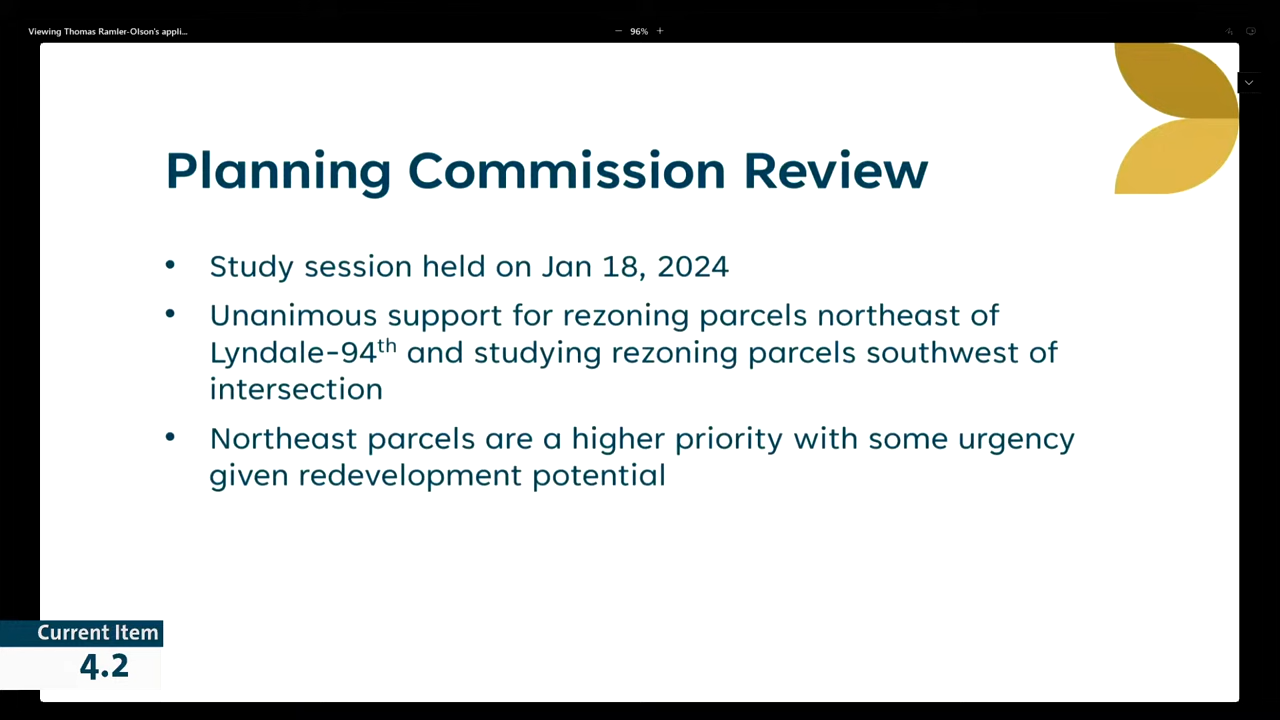 Viewing Thomas Ramler-Olson's appli...
− 96% +
Planning Commission Review
• Study session held on Jan 18, 2024
• Unanimous support for rezoning parcels northeast of
Lyndale-94th and studying rezoning parcels southwest of
intersection
• Northeast parcels are a higher priority with some urgency
given redevelopment potential
Current Item
4.2